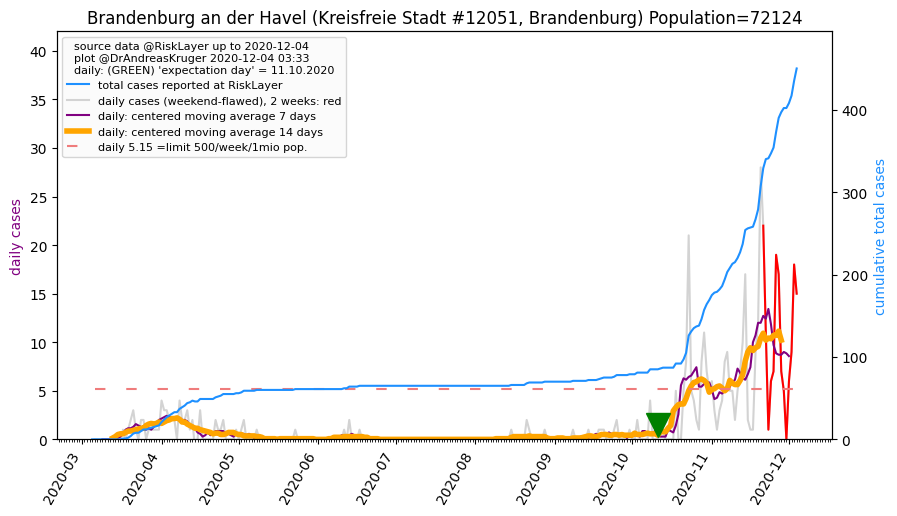 Brandenburg an der Havel (Kreisfreie Stadt #12051, Brandenburg) Population=72124
source data @RiskLayer up to 2020-12-04
plot @DrAndreasKruger 2020-12-04 03:33
daily: (GREEN) 'expectation day' = 11.10.2020
total cases reported at RiskLayer
daily cases (weekend-flawed), 2 weeks: red
daily: centered moving average 7 days
daily: centered moving average 14 days
daily 5.15 =limit 500/week/1mio pop.
daily cases
40
35
30
25
20
15
10
5
0
cumulative total cases
400
300
200
100
0
2020-03
2020-04
2020-05
2020-06
2020-07
2020-08
2020-09
2020-10
2020-11
2020-12